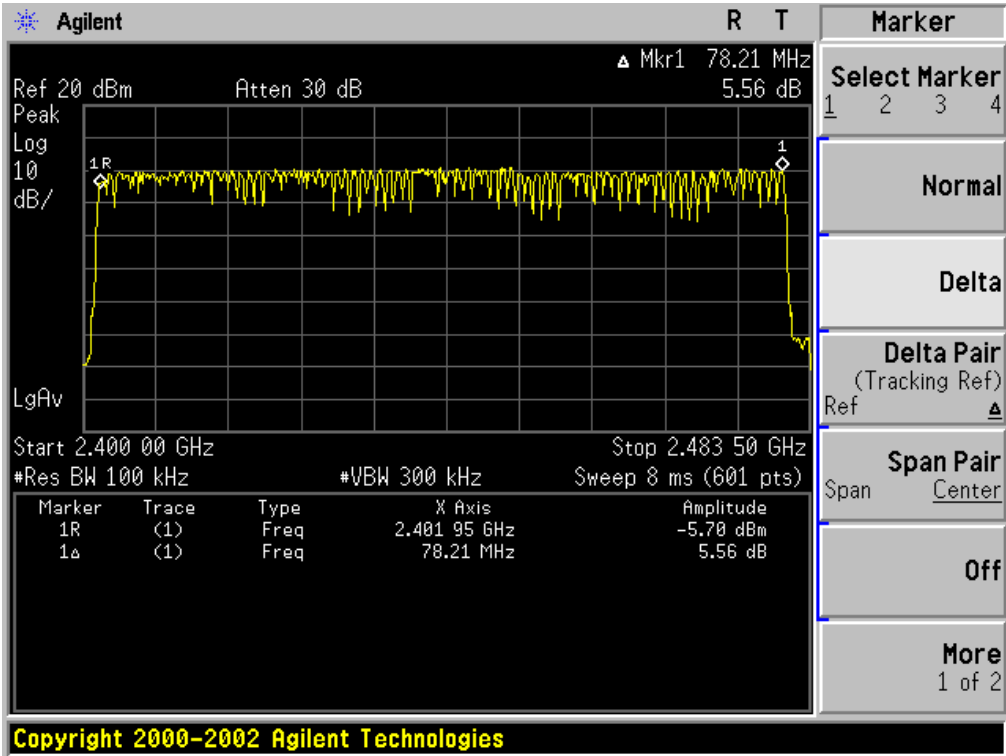 Agilent R T
Δ Mkr1 78.21 MHz
Ref 20 dBm Atten 30 dB 5.56 dB
Peak
Log
10
dB/
1R
1
LgAv
Start 2.400 00 GHz Stop 2.483 50 GHz
#Res BW 100 kHz #VBW 300 kHz Sweep 8 ms (601 pts)
Marker Trace Type X Axis Amplitude
1R (1) Freq 2.401 95 GHz -5.70 dBm
1Δ (1) Freq 78.21 MHz 5.56 dB
Marker
Select Marker
1 2 3 4
Normal
Delta
Delta Pair
(Tracking Ref)
Ref Δ
Span Pair
Span Center
Off
More
1 of 2
Copyright 2000-2002 Agilent Technologies